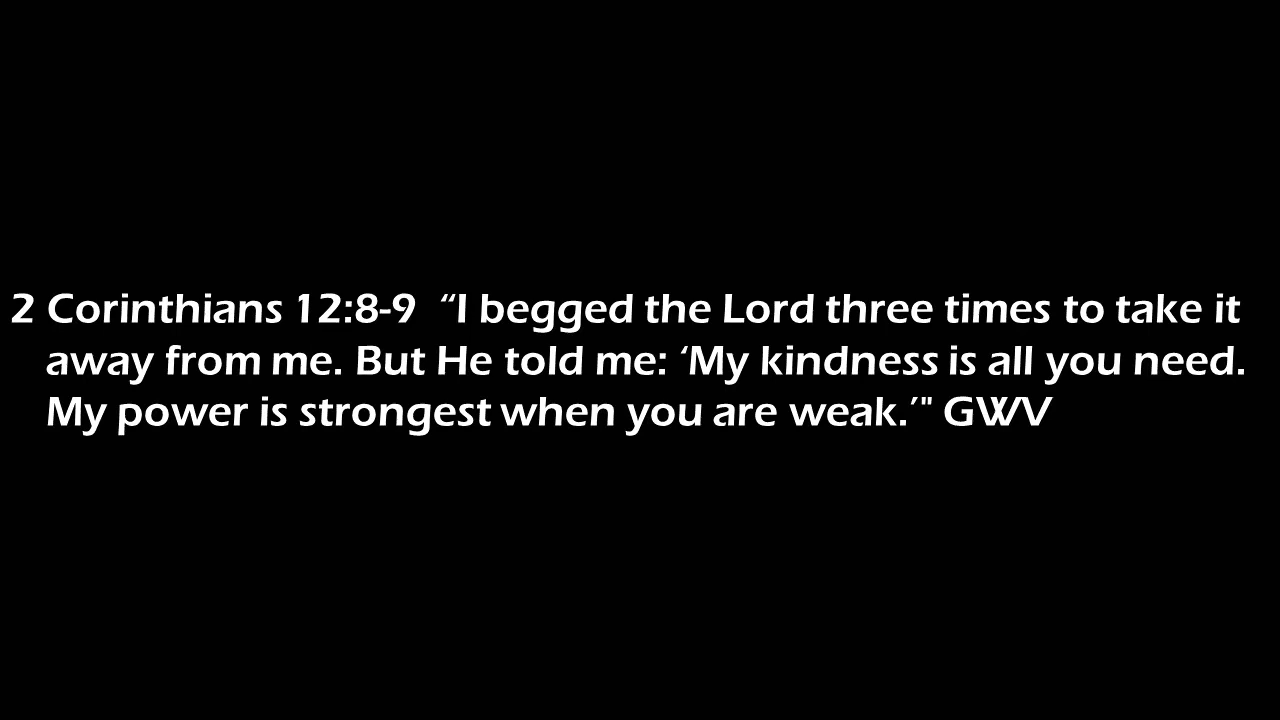 2 Corinthians 12:8-9  “I begged the Lord three times to take it
away from me. But He told me: ‘My kindness is all you need.
My power is strongest when you are weak.’" GWV